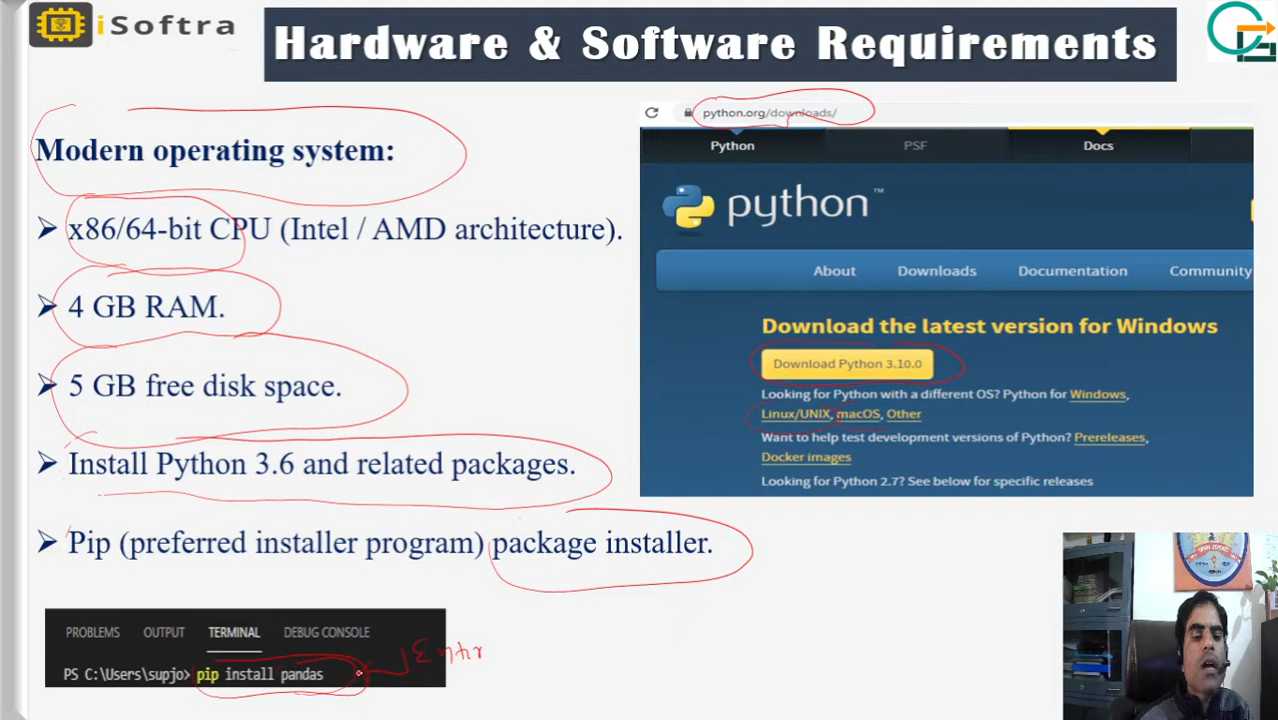 iSoftra
Hardware & Software Requirements
Modern operating system:
➢ x86/64-bit CPU (Intel / AMD architecture).
➢ 4 GB RAM.
➢ 5 GB free disk space.
➢ Install Python 3.6 and related packages.
➢ Pip (preferred installer program) package installer.
PROBLEMS OUTPUT TERMINAL DEBUG CONSOLE
PS C:\Users\supjo> pip install pandas
Entr
python.org/downloads/
Python PSF Docs
python™
About Downloads Documentation Community
Download the latest version for Windows
Download Python 3.10.0
Looking for Python with a different OS? Python for Windows,
Linux/UNIX, macOS, Other
Want to help test development versions of Python? Prereleases,
Docker images
Looking for Python 2.7? See below for specific releases